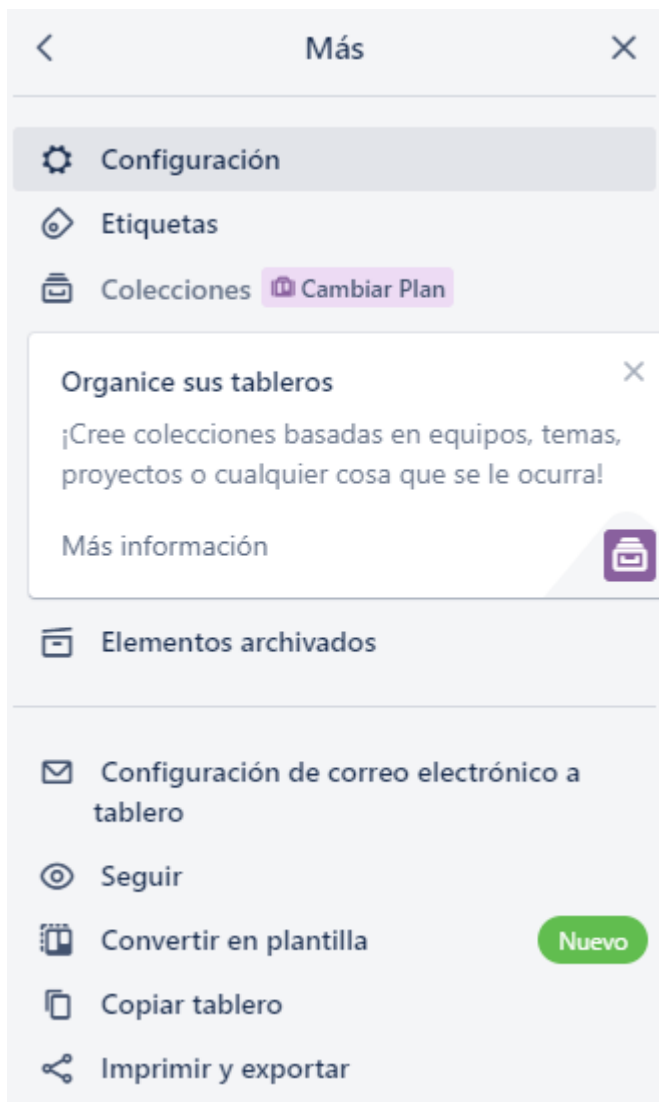 Más
Configuración
Etiquetas
Colecciones Cambiar Plan
Organice sus tableros
¡Cree colecciones basadas en equipos, temas,
proyectos o cualquier cosa que se le ocurra!
Más información
Elementos archivados
Configuración de correo electrónico a
tablero
Seguir
Convertir en plantilla Nuevo
Copiar tablero
Imprimir y exportar